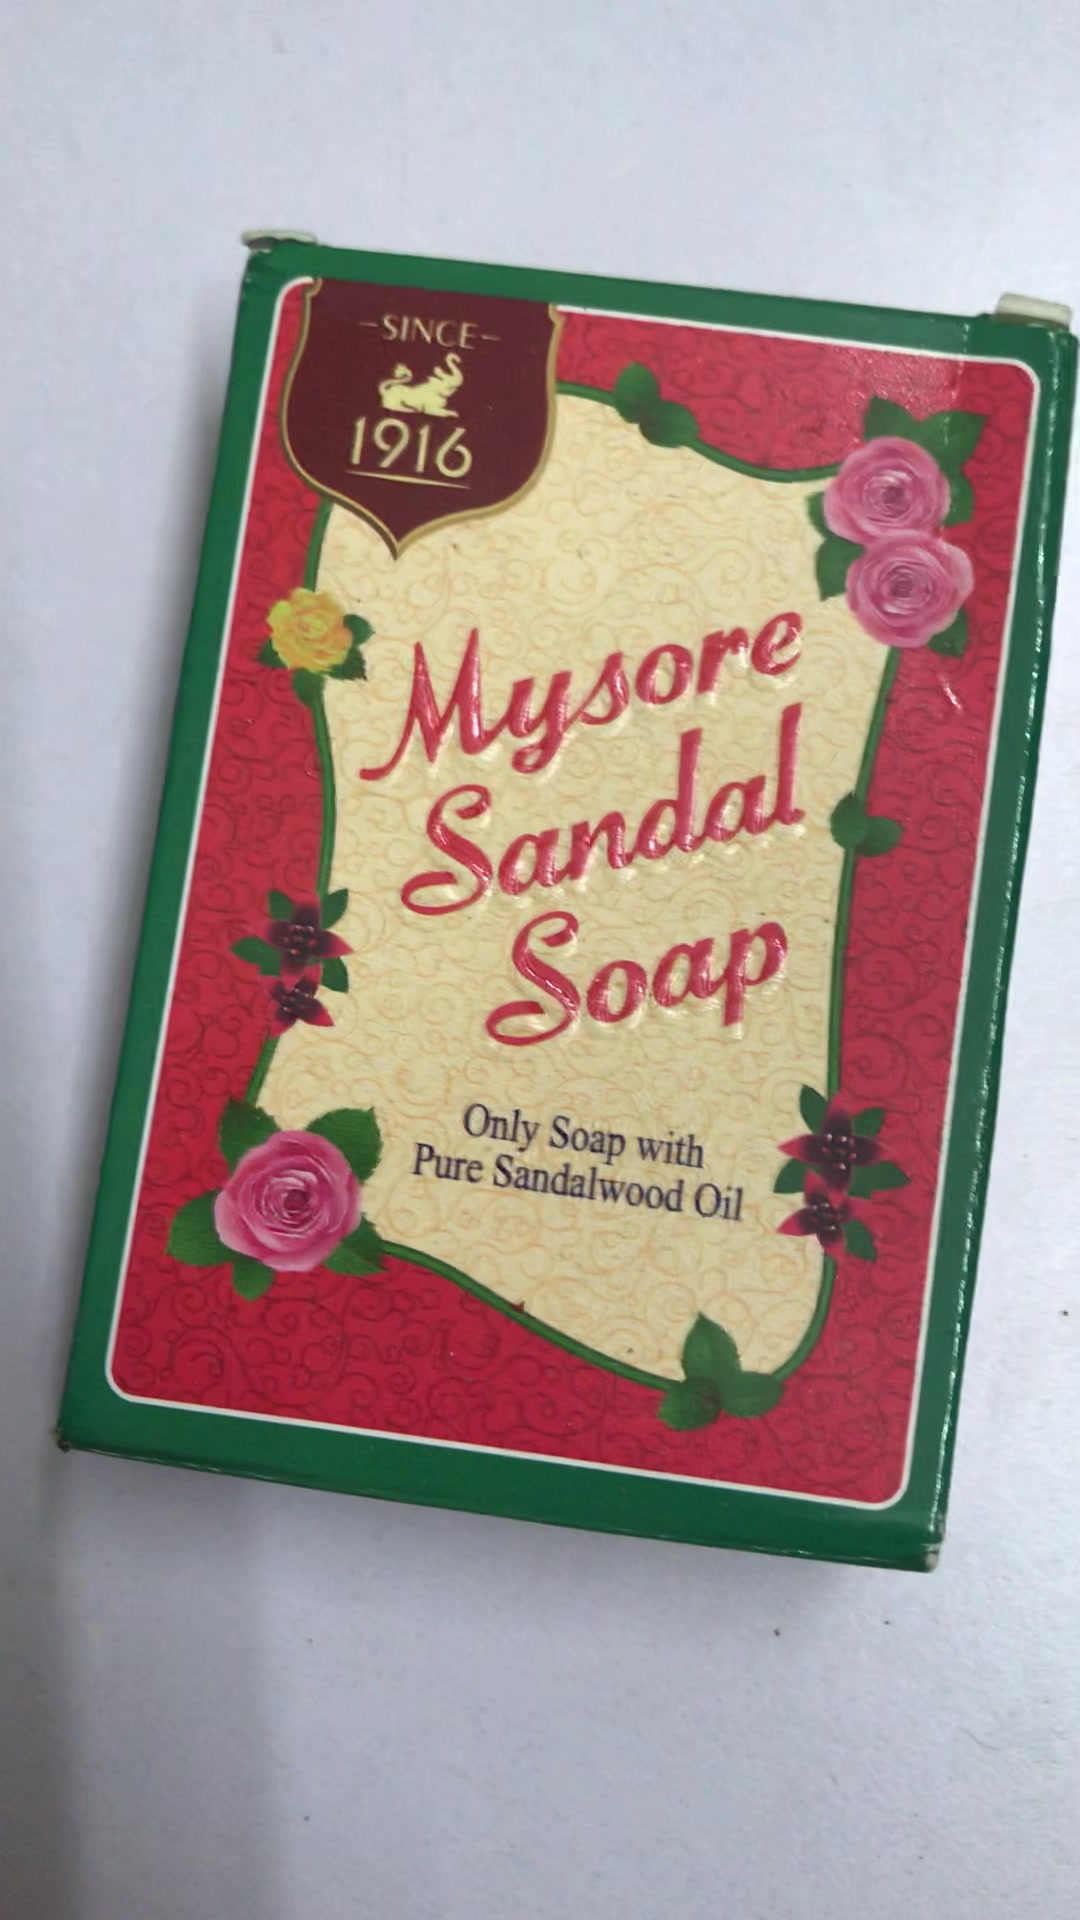 -SINCE-
1916
Mysore
Sandal
Soap
Only Soap with
Pure Sandalwood Oil